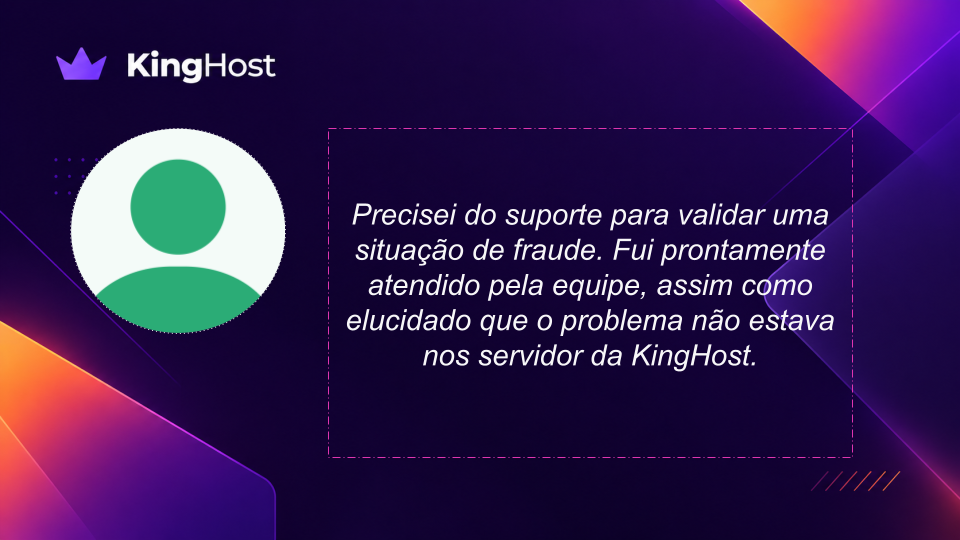 KingHost
Precisei do suporte para validar uma
situação de fraude. Fui prontamente
atendido pela equipe, assim como
elucidado que o problema não estava
nos servidor da KingHost.